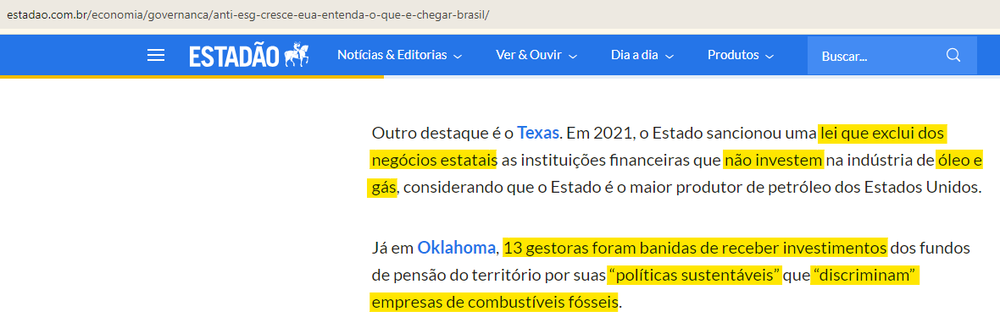 estadao.com.br/economia/governanca/anti-esg-cresce-eua-entenda-o-que-e-chegar-brasil/
ESTADÃO Notícias & Editorias Ver & Ouvir Dia a dia Produtos Buscar...
Outro destaque é o Texas. Em 2021, o Estado sancionou uma lei que exclui dos
negócios estatais as instituições financeiras que não investem na indústria de óleo e
gás, considerando que o Estado é o maior produtor de petróleo dos Estados Unidos.
Já em Oklahoma, 13 gestoras foram banidas de receber investimentos dos fundos
de pensão do território por suas “políticas sustentáveis” que “discriminam”
empresas de combustíveis fósseis.